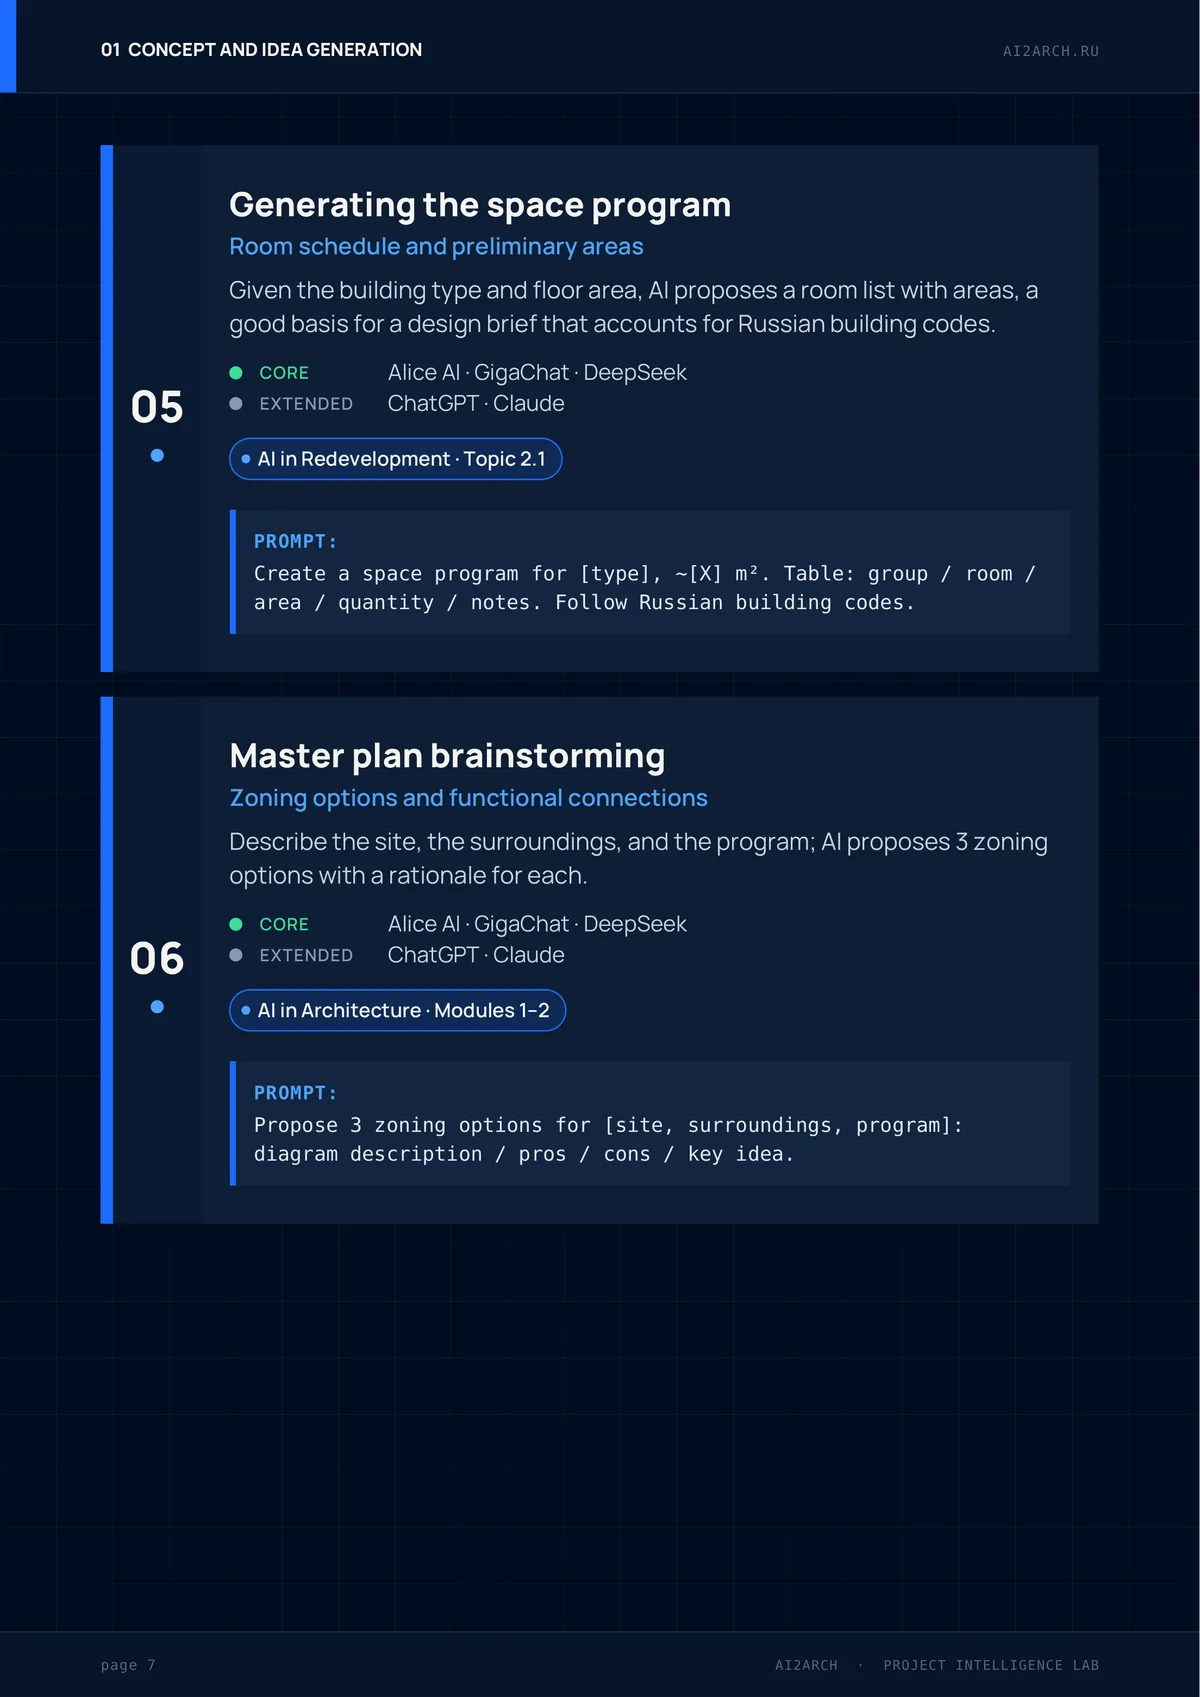 01 CONCEPT AND IDEA GENERATION
AI2ARCH.RU
05
Generating the space program
Room schedule and preliminary areas
Given the building type and floor area, AI proposes a room list with areas, a
good basis for a design brief that accounts for Russian building codes.
CORE Alice AI · GigaChat · DeepSeek
EXTENDED ChatGPT · Claude
AI in Redevelopment · Topic 2.1
PROMPT:
Create a space program for [type], ~[X] m². Table: group / room /
area / quantity / notes. Follow Russian building codes.
06
Master plan brainstorming
Zoning options and functional connections
Describe the site, the surroundings, and the program; AI proposes 3 zoning
options with a rationale for each.
CORE Alice AI · GigaChat · DeepSeek
EXTENDED ChatGPT · Claude
AI in Architecture · Modules 1–2
PROMPT:
Propose 3 zoning options for [site, surroundings, program]:
diagram description / pros / cons / key idea.
page 7
AI2ARCH · PROJECT INTELLIGENCE LAB